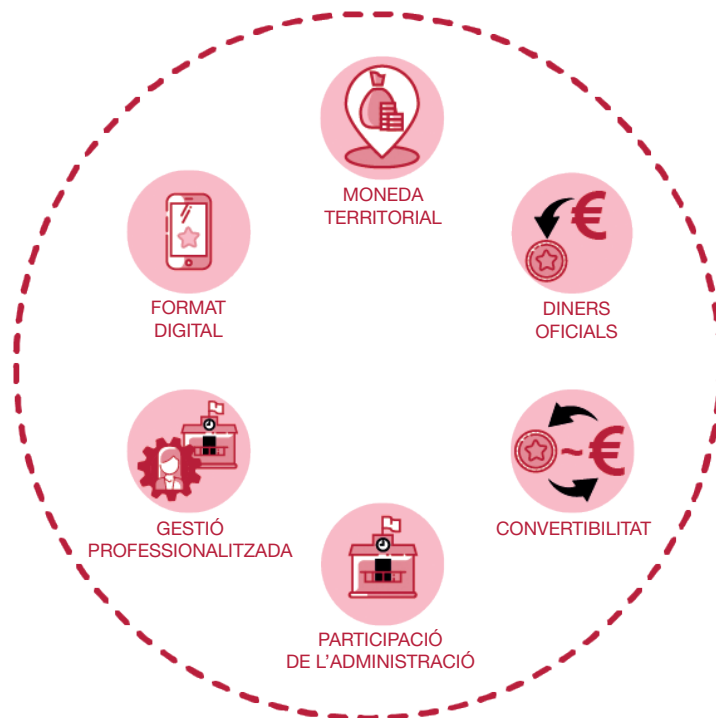 MONEDA
TERRITORIAL
FORMAT
DIGITAL
€
DINERS
OFICIALS
GESTIÓ
PROFESSIONALITZADA
~€
CONVERTIBILITAT
PARTICIPACIÓ
DE L’ADMINISTRACIÓ